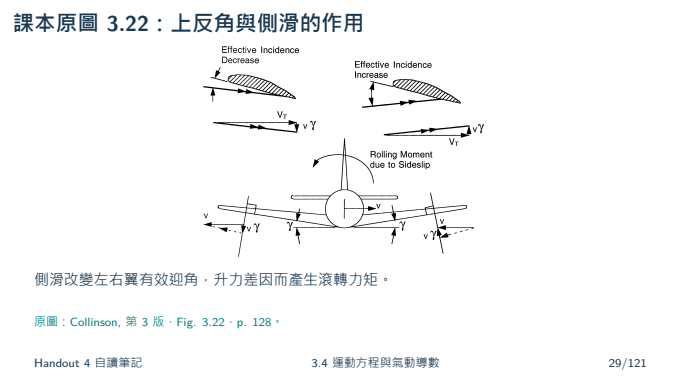 課本原圖 3.22：上反角與側滑的作用
Effective Incidence
Decrease
Effective Incidence
Increase
V_T
vγ
vγ
V_T
Rolling Moment
due to Sideslip
v
v
v
vγ
γ
γ
vγ
側滑改變左右翼有效迎角，升力差因而產生滾轉力矩。
原圖：Collinson, 第 3 版，Fig. 3.22，p. 128。
Handout 4 自讀筆記
3.4 運動方程與氣動導數
29/121